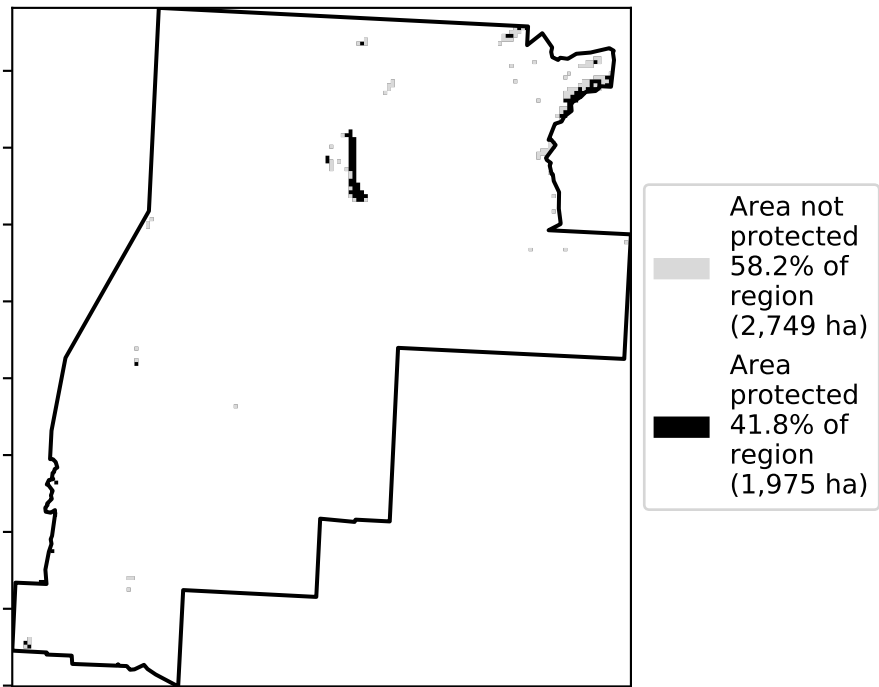 Area not
protected
58.2% of
region
(2,749 ha)
Area
protected
41.8% of
region
(1,975 ha)